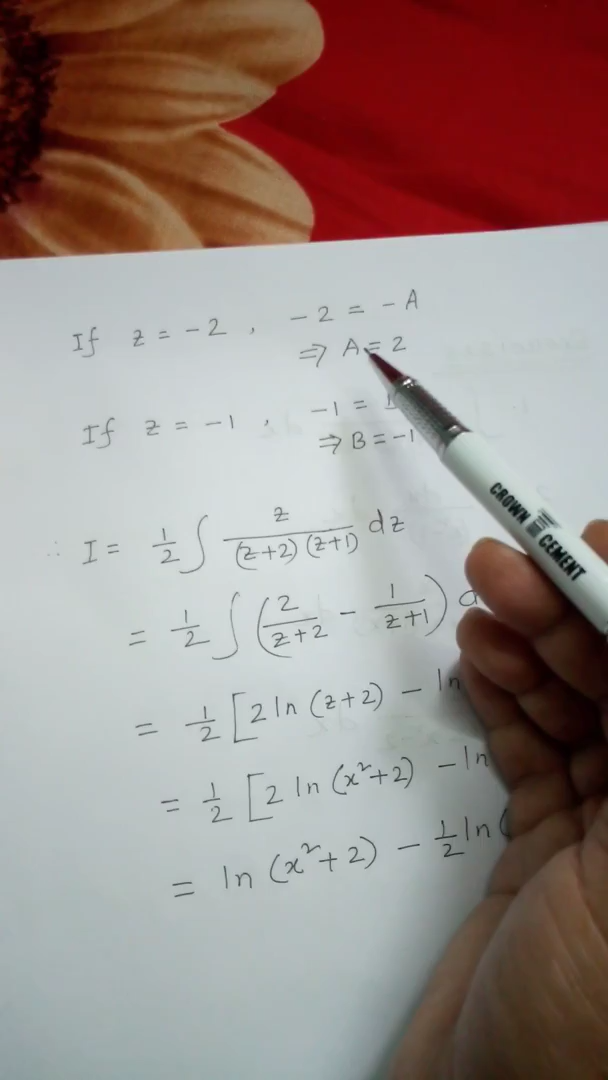 If z = -2 , -2 = -A
⇒ A = 2
If z = -1 , -1 =
⇒ B = -1
∴ I = 1/2 ∫ z/((z+2)(z+1)) dz
= 1/2 ∫ (2/(z+2) - 1/(z+1))
= 1/2 [2 ln (z+2) - ln
= 1/2 [2 ln (x²+2) - ln
= ln (x²+2) - 1/2 ln (
CROWN CEMENT